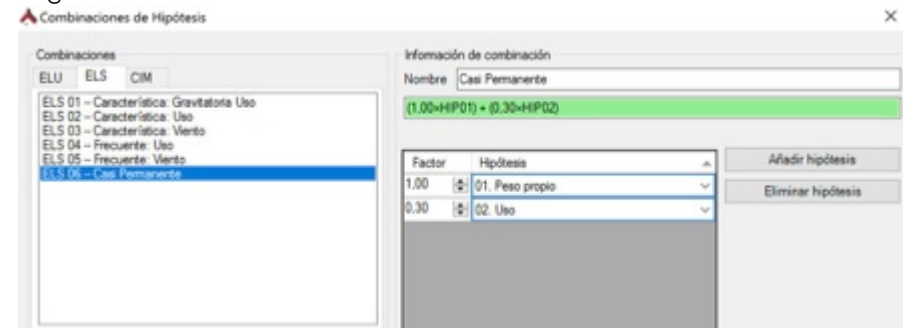 Combinaciones de Hipótesis
Combinaciones
ELU ELS CIM
ELS 01 – Característica: Gravitatoria Uso
ELS 02 – Característica: Uso
ELS 03 – Característica: Viento
ELS 04 – Frecuente: Uso
ELS 05 – Frecuente: Viento
ELS 06 – Casi Permanente
Información de combinación
Nombre Casi Permanente
(1.00×HIP01) + (0.30×HIP02)
Factor Hipótesis
1,00 01. Peso propio
0,30 02. Uso
Añadir hipótesis
Eliminar hipótesis